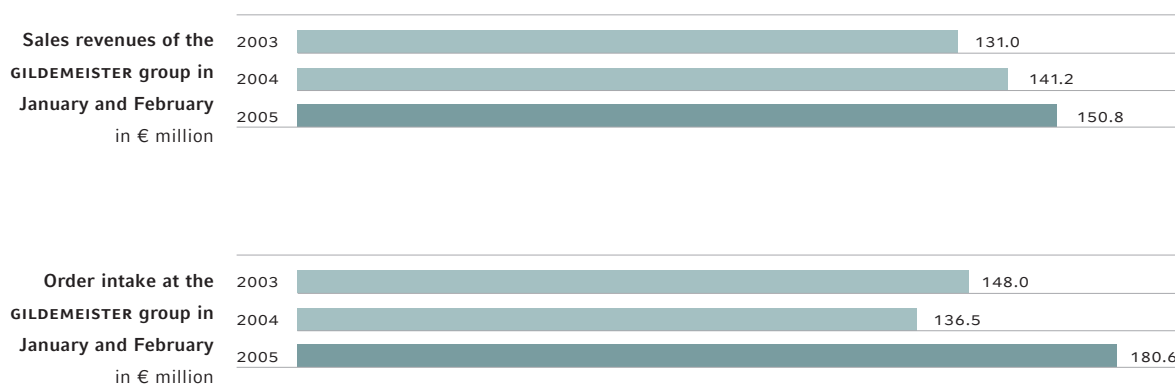 Sales revenues of the
GILDEMEISTER group in
January and February
in € million
2003 131.0
2004 141.2
2005 150.8
Order intake at the
GILDEMEISTER group in
January and February
in € million
2003 148.0
2004 136.5
2005 180.6